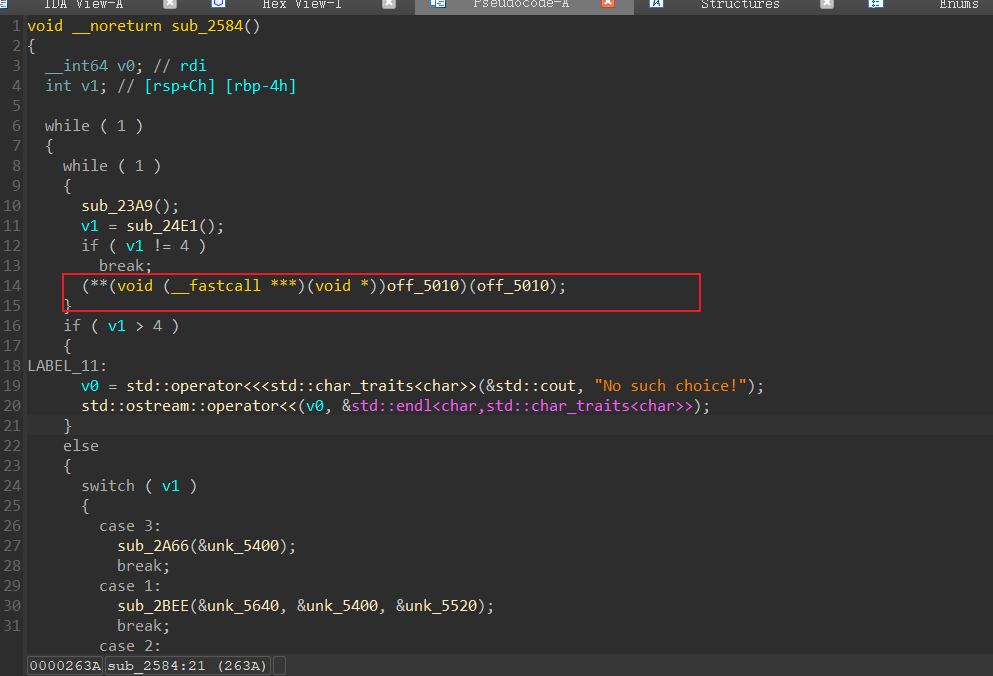 IDA View-A Hex View-1 Pseudocode-A Structures Enums
1 void __noreturn sub_2584()
2 {
3 __int64 v0; // rdi
4 int v1; // [rsp+Ch] [rbp-4h]
5
6 while ( 1 )
7 {
8 while ( 1 )
9 {
10 sub_23A9();
11 v1 = sub_24E1();
12 if ( v1 != 4 )
13 break;
14 (**(void (__fastcall ***)(void *))off_5010)(off_5010);
15 }
16 if ( v1 > 4 )
17 {
18 LABEL_11:
19 v0 = std::operator<<<std::char_traits<char>>(&std::cout, "No such choice!");
20 std::ostream::operator<<(v0, &std::endl<char,std::char_traits<char>>);
21 }
22 else
23 {
24 switch ( v1 )
25 {
26 case 3:
27 sub_2A66(&unk_5400);
28 break;
29 case 1:
30 sub_2BEE(&unk_5640, &unk_5400, &unk_5520);
31 break;
case 2:
0000263A sub_2584:21 (263A)